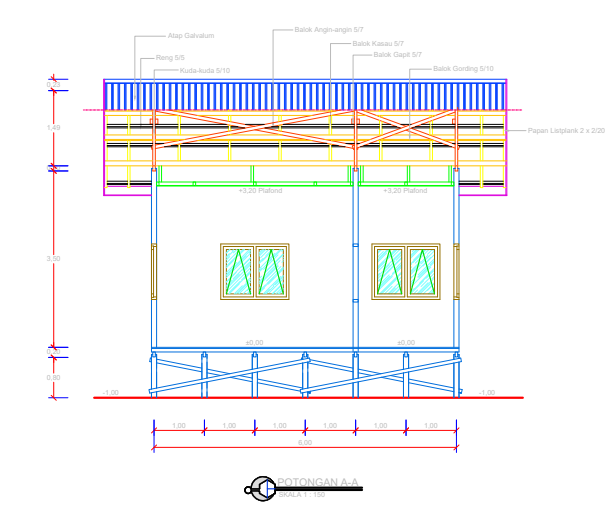 Balok Angin-angin 5/7
Atap Galvalum
Balok Kasau 5/7
Balok Gapit 5/7
Reng 5/5
Kuda-kuda 5/10
Balok Gording 5/10
1,49
Papan Listplank 2 x 2/20
+3,20 Plafond
+3,20 Plafond
3,50
±0,00
±0,00
0,80
-1,00
-1,00
1,00
1,00
1,00
1,00
1,00
1,00
6,00
POTONGAN A-A
SKALA 1 : 150